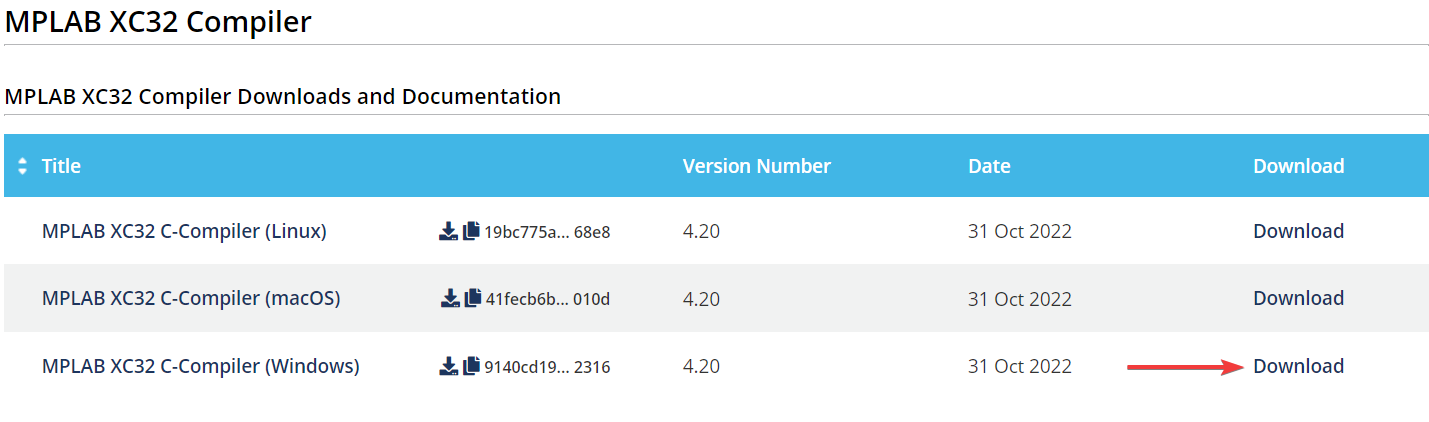 MPLAB XC32 Compiler
MPLAB XC32 Compiler Downloads and Documentation
Title Version Number Date Download
MPLAB XC32 C-Compiler (Linux) 19bc775a... 68e8 4.20 31 Oct 2022 Download
MPLAB XC32 C-Compiler (macOS) 41fecb6b... 010d 4.20 31 Oct 2022 Download
MPLAB XC32 C-Compiler (Windows) 9140cd19... 2316 4.20 31 Oct 2022 Download